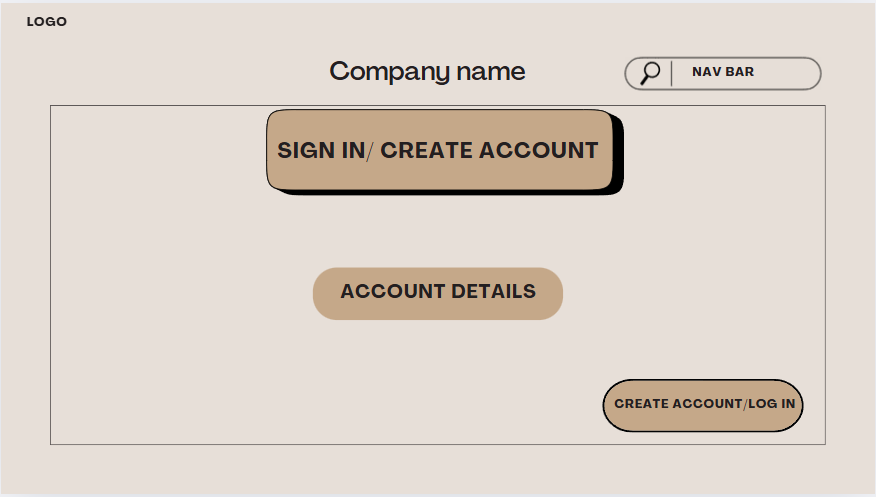 LOGO
Company name
NAV BAR
SIGN IN/ CREATE ACCOUNT
ACCOUNT DETAILS
CREATE ACCOUNT/LOG IN